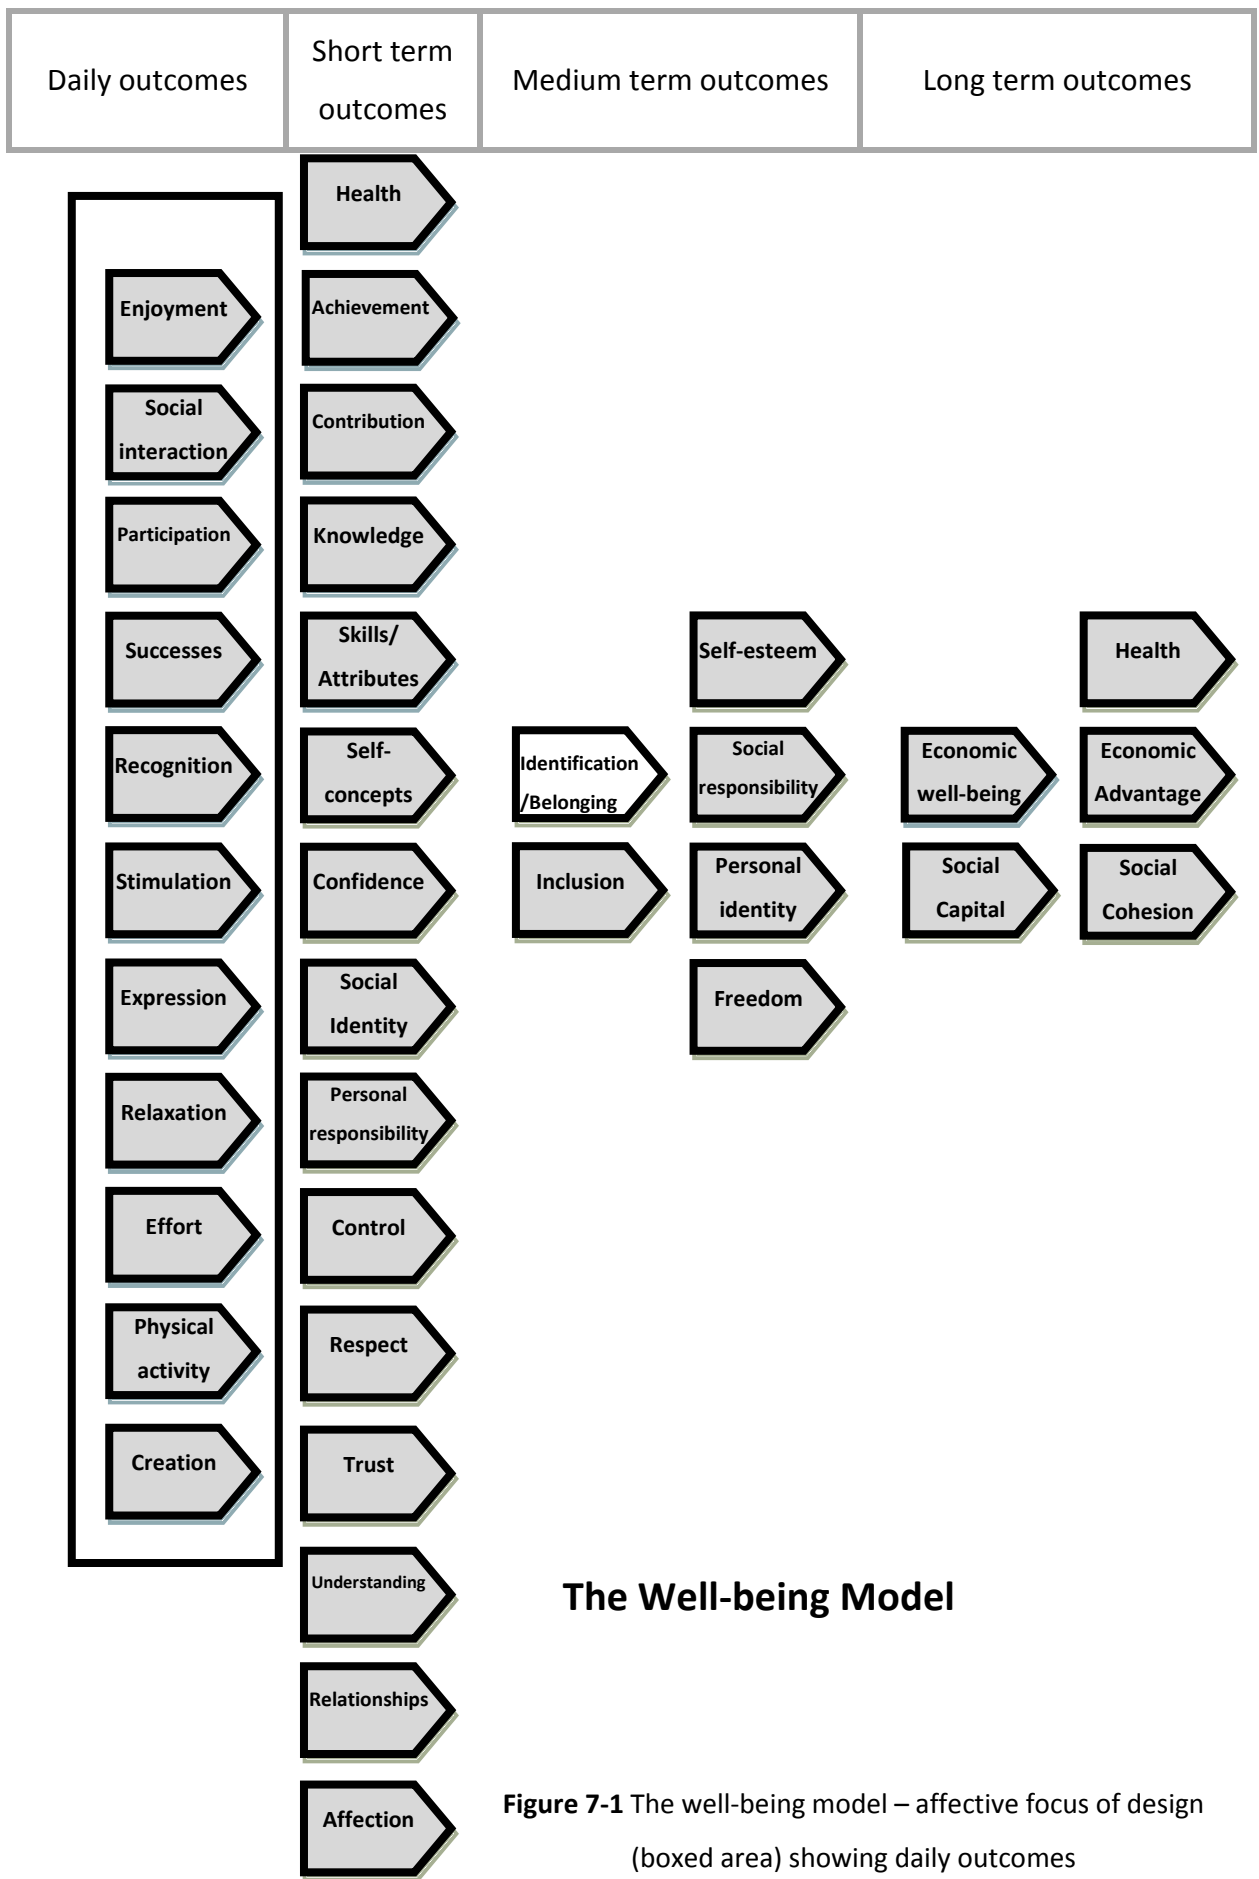 Daily outcomes
Short term
outcomes
Medium term outcomes
Long term outcomes
Enjoyment
Social
interaction
Participation
Successes
Recognition
Stimulation
Expression
Relaxation
Effort
Physical
activity
Creation
Health
Achievement
Contribution
Knowledge
Skills/
Attributes
Self-
concepts
Confidence
Social
Identity
Personal
responsibility
Control
Respect
Trust
Understanding
Relationships
Affection
Identification
/Belonging
Inclusion
Self-esteem
Social
responsibility
Personal
identity
Freedom
Economic
well-being
Social
Capital
Health
Economic
Advantage
Social
Cohesion
The Well-being Model
Figure 7-1 The well-being model – affective focus of design
(boxed area) showing daily outcomes